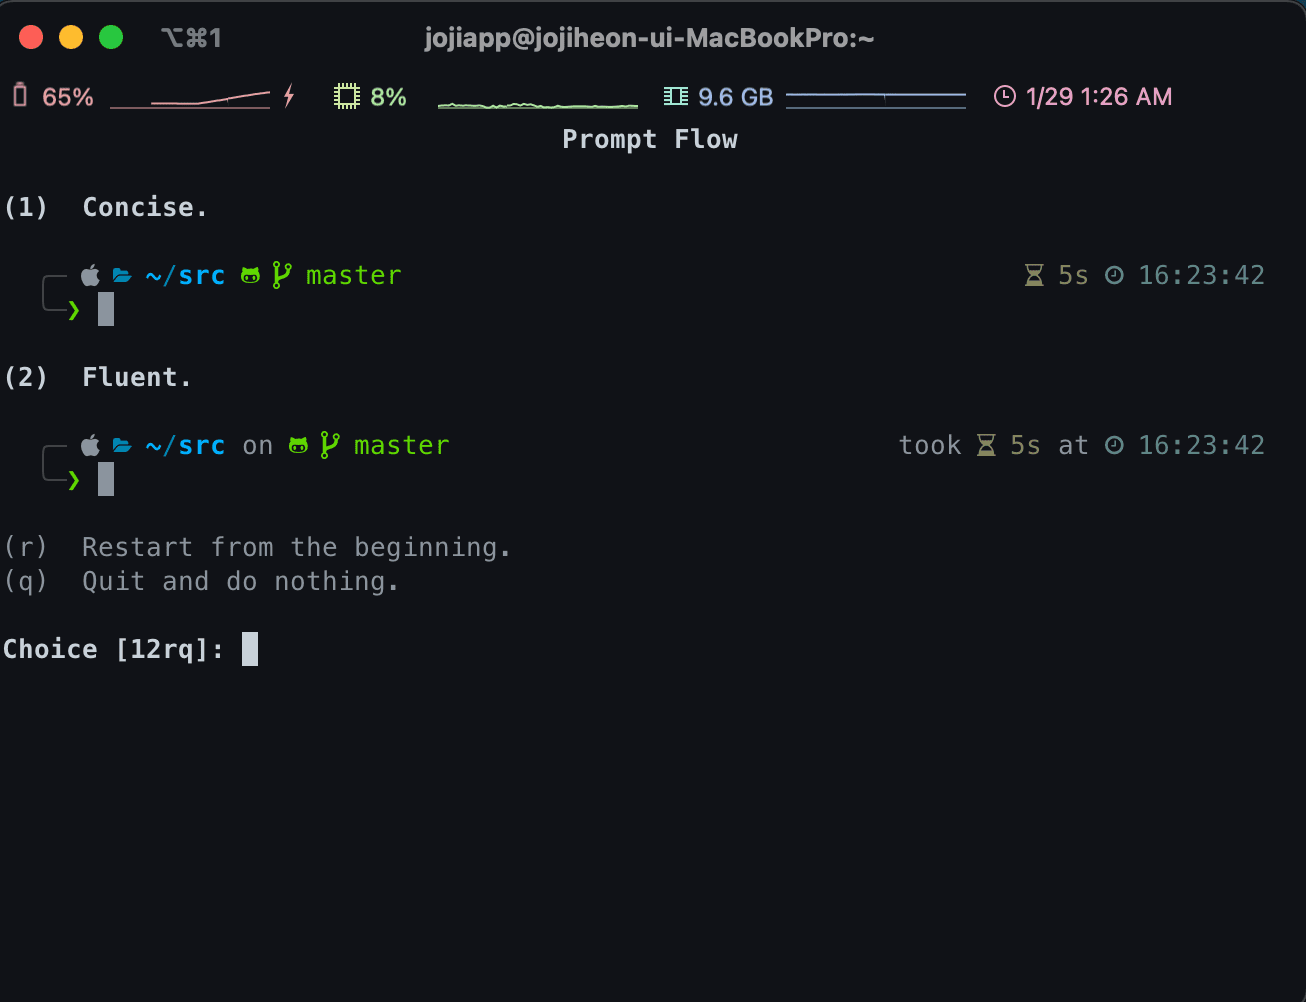 ⌥⌘1 jojiapp@jojiheon-ui-MacBookPro:~
65% 8% 9.6 GB 1/29 1:26 AM
Prompt Flow
(1) Concise.
~/src master 5s 16:23:42
❯
(2) Fluent.
~/src on master took 5s at 16:23:42
❯
(r) Restart from the beginning.
(q) Quit and do nothing.
Choice [12rq]: